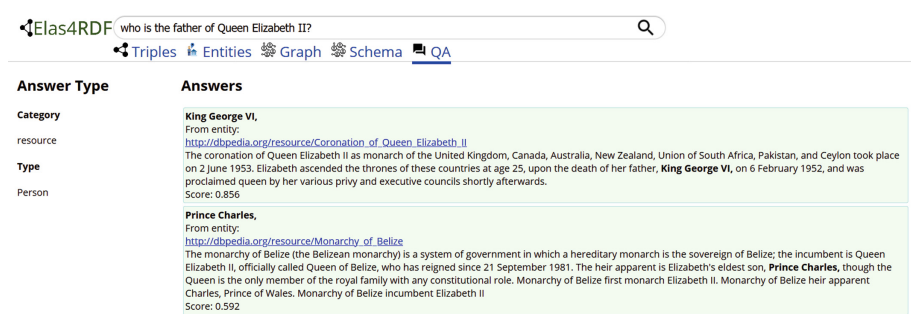 Elas4RDF who is the father of Queen Elizabeth II?
Triples Entities Graph Schema QA
Answer Type
Category
resource
Type
Person
Answers
King George VI,
From entity:
http://dbpedia.org/resource/Coronation_of_Queen_Elizabeth_II
The coronation of Queen Elizabeth II as monarch of the United Kingdom, Canada, Australia, New Zealand, Union of South Africa, Pakistan, and Ceylon took place
on 2 June 1953. Elizabeth ascended the thrones of these countries at age 25, upon the death of her father, King George VI, on 6 February 1952, and was
proclaimed queen by her various privy and executive councils shortly afterwards.
Score: 0.856
Prince Charles,
From entity:
http://dbpedia.org/resource/Monarchy_of_Belize
The monarchy of Belize (the Belizean monarchy) is a system of government in which a hereditary monarch is the sovereign of Belize; the incumbent is Queen
Elizabeth II, officially called Queen of Belize, who has reigned since 21 September 1981. The heir apparent is Elizabeth's eldest son, Prince Charles, though the
Queen is the only member of the royal family with any constitutional role. Monarchy of Belize first monarch Elizabeth II. Monarchy of Belize heir apparent
Charles, Prince of Wales. Monarchy of Belize incumbent Elizabeth II
Score: 0.592